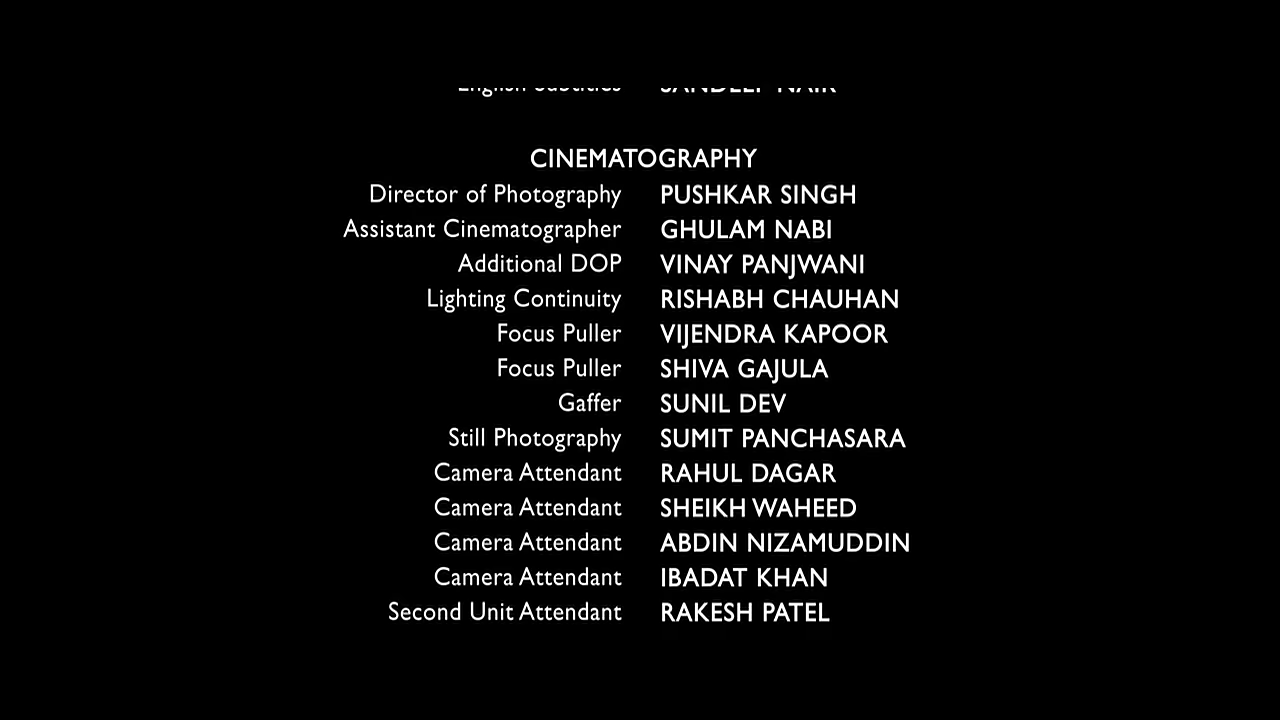 English Subtitles SANDEEP NAIR
CINEMATOGRAPHY
Director of Photography PUSHKAR SINGH
Assistant Cinematographer GHULAM NABI
Additional DOP VINAY PANJWANI
Lighting Continuity RISHABH CHAUHAN
Focus Puller VIJENDRA KAPOOR
Focus Puller SHIVA GAJULA
Gaffer SUNIL DEV
Still Photography SUMIT PANCHASARA
Camera Attendant RAHUL DAGAR
Camera Attendant SHEIKH WAHEED
Camera Attendant ABDIN NIZAMUDDIN
Camera Attendant IBADAT KHAN
Second Unit Attendant RAKESH PATEL